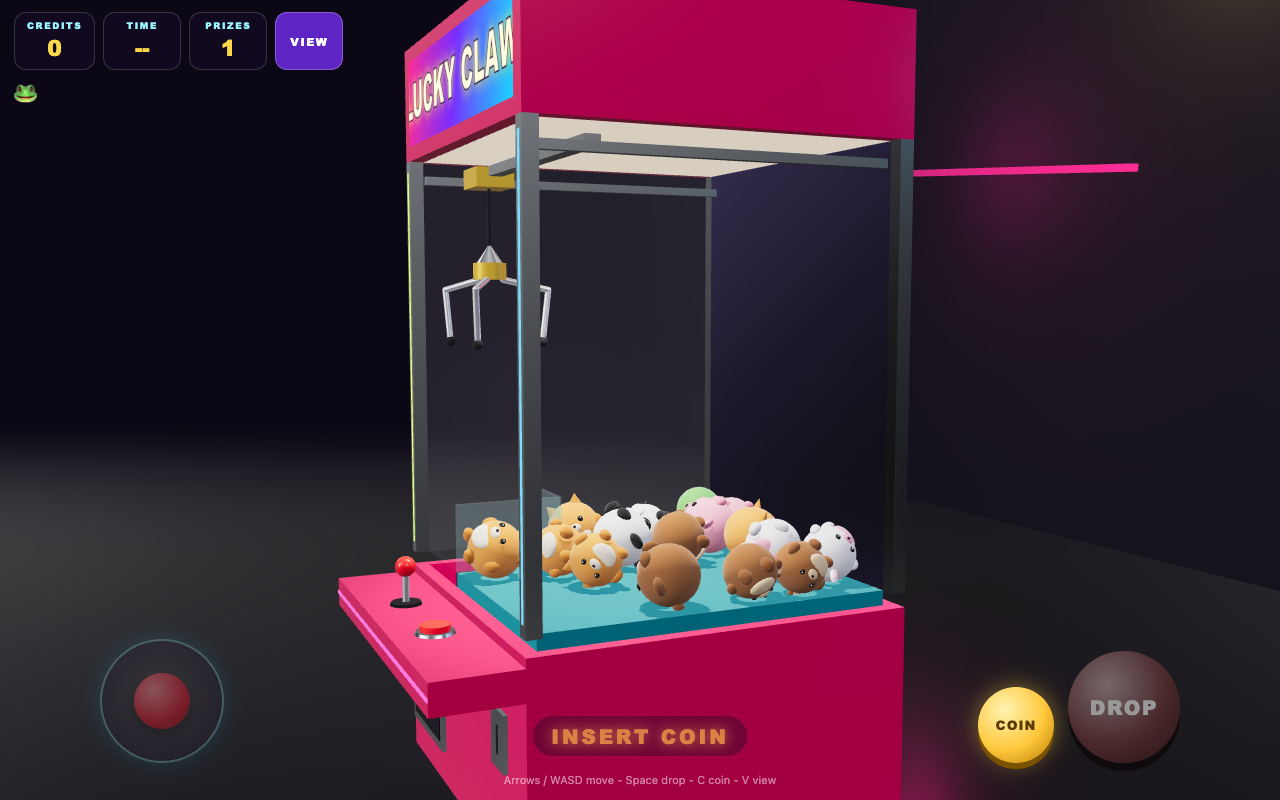 CREDITS
0
TIME
--
PRIZES
1
VIEW
LUCKY CLAW
COIN
DROP
INSERT COIN
Arrows / WASD move - Space drop - C coin - V view